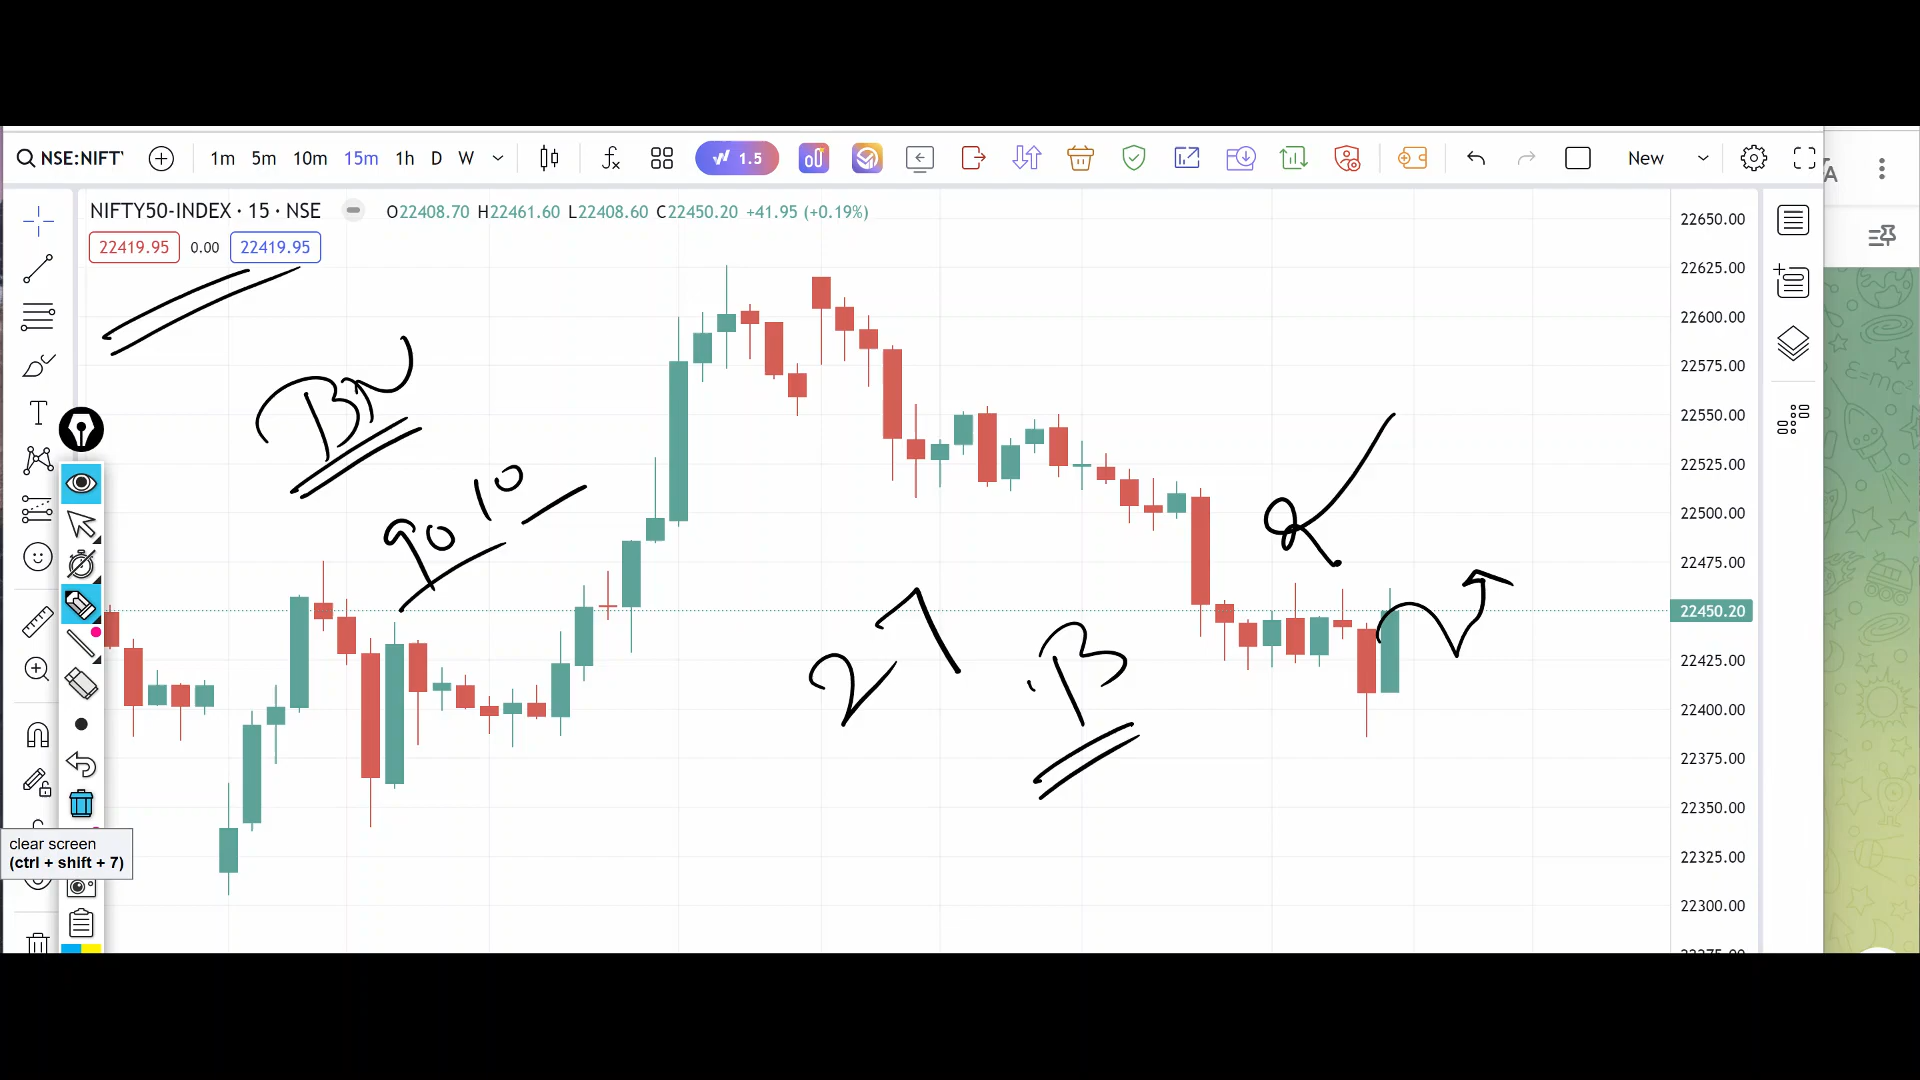 NSE:NIFTY
1m 5m 10m 15m 1h D W
1.5
New
NIFTY50-INDEX · 15 · NSE
O22408.70 H22461.60 L22408.60 C22450.20 +41.95 (+0.19%)
22419.95 0.00 22419.95
22650.00
22625.00
22600.00
22575.00
22550.00
22525.00
22500.00
22475.00
22450.20
22425.00
22400.00
22375.00
22350.00
22325.00
22300.00
BN
90 10
27
B
clear screen
(ctrl + shift + 7)